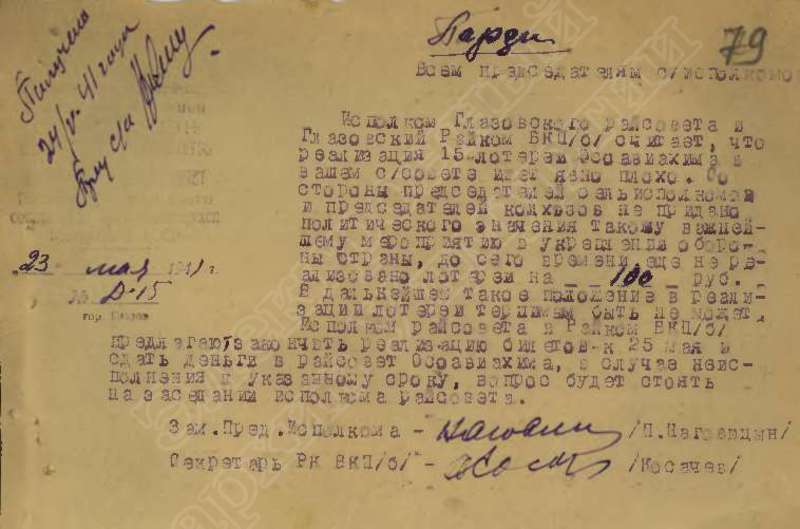 Парзи
79
Всем председателям с/исполкомо
Получено
24/V-41 года
Исполком Глазовского райсовета и
Глазовский Райком ВКП/б/ считает, что
реализация 15 лотереи Осоавиахима в
вашем с/совете идет явно плохо. Со
стороны председателей сельисполкомов
и председателей колхозов не придано
политического значения такому важней-
шему мероприятию в укреплении оборо-
ны страны, до сего времени еще не ре-
ализовано лотереи на 100 руб.
В дальнейшем такое положение в реали-
зации лотереи терпимым быть не может.
23 мая 1941 г.
№ Д-15
гор. Глазов
Исполком райсовета и Райком ВКП/б/
предлагают закончить реализацию билетов к 25 мая и
сдать деньги в райсовет Осоавиахима, в случае неис-
полнения к указанному сроку, вопрос будет стоять
на заседании исполкома райсовета.
Зам.Пред.Исполкома - /П.Наговицын/
Секретарь РК ВКП/б/ - /Косачев/